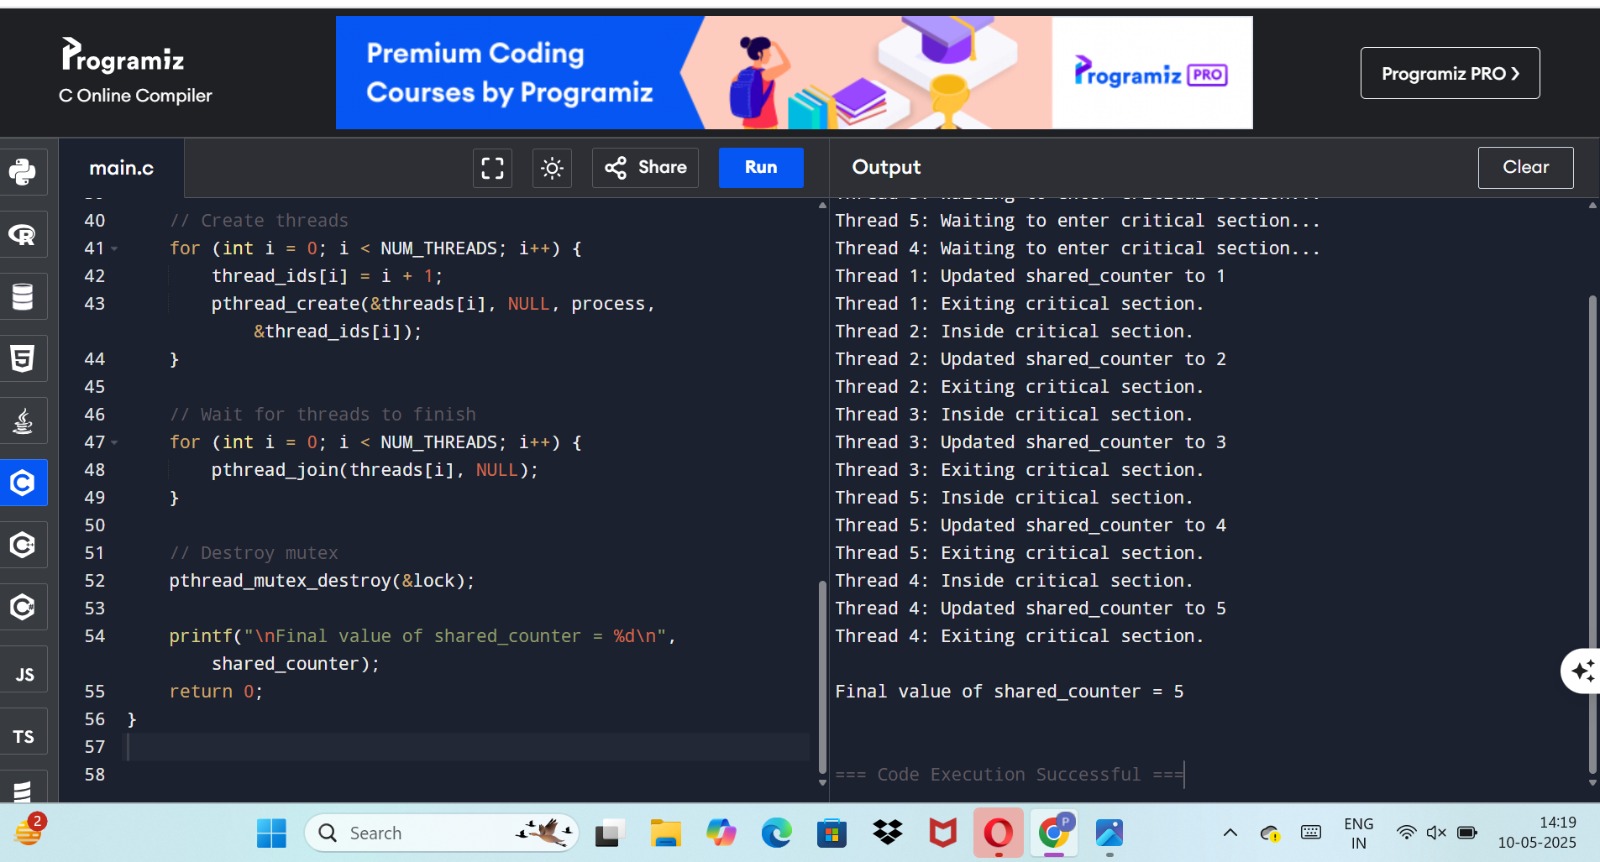 Programiz
C Online Compiler
Premium Coding
Courses by Programiz
Programiz PRO
Programiz PRO ❯
main.c
Share
Run
Output
Clear
40 // Create threads
41 for (int i = 0; i < NUM_THREADS; i++) {
42 thread_ids[i] = i + 1;
43 pthread_create(&threads[i], NULL, process,
&thread_ids[i]);
44 }
45
46 // Wait for threads to finish
47 for (int i = 0; i < NUM_THREADS; i++) {
48 pthread_join(threads[i], NULL);
49 }
50
51 // Destroy mutex
52 pthread_mutex_destroy(&lock);
53
54 printf("\nFinal value of shared_counter = %d\n",
shared_counter);
55 return 0;
56 }
57
58
Thread 5: Waiting to enter critical section...
Thread 4: Waiting to enter critical section...
Thread 1: Updated shared_counter to 1
Thread 1: Exiting critical section.
Thread 2: Inside critical section.
Thread 2: Updated shared_counter to 2
Thread 2: Exiting critical section.
Thread 3: Inside critical section.
Thread 3: Updated shared_counter to 3
Thread 3: Exiting critical section.
Thread 5: Inside critical section.
Thread 5: Updated shared_counter to 4
Thread 5: Exiting critical section.
Thread 4: Inside critical section.
Thread 4: Updated shared_counter to 5
Thread 4: Exiting critical section.
Final value of shared_counter = 5
=== Code Execution Successful ===
JS
TS
2
Search
ENG
IN
14:19
10-05-2025